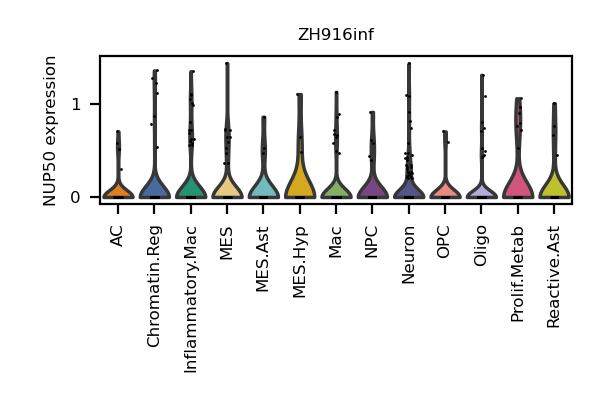 ZH916inf
NUP50 expression
1
0
AC
Chromatin.Reg
Inflammatory.Mac
MES
MES.Ast
MES.Hyp
Mac
NPC
Neuron
OPC
Oligo
Prolif.Metab
Reactive.Ast